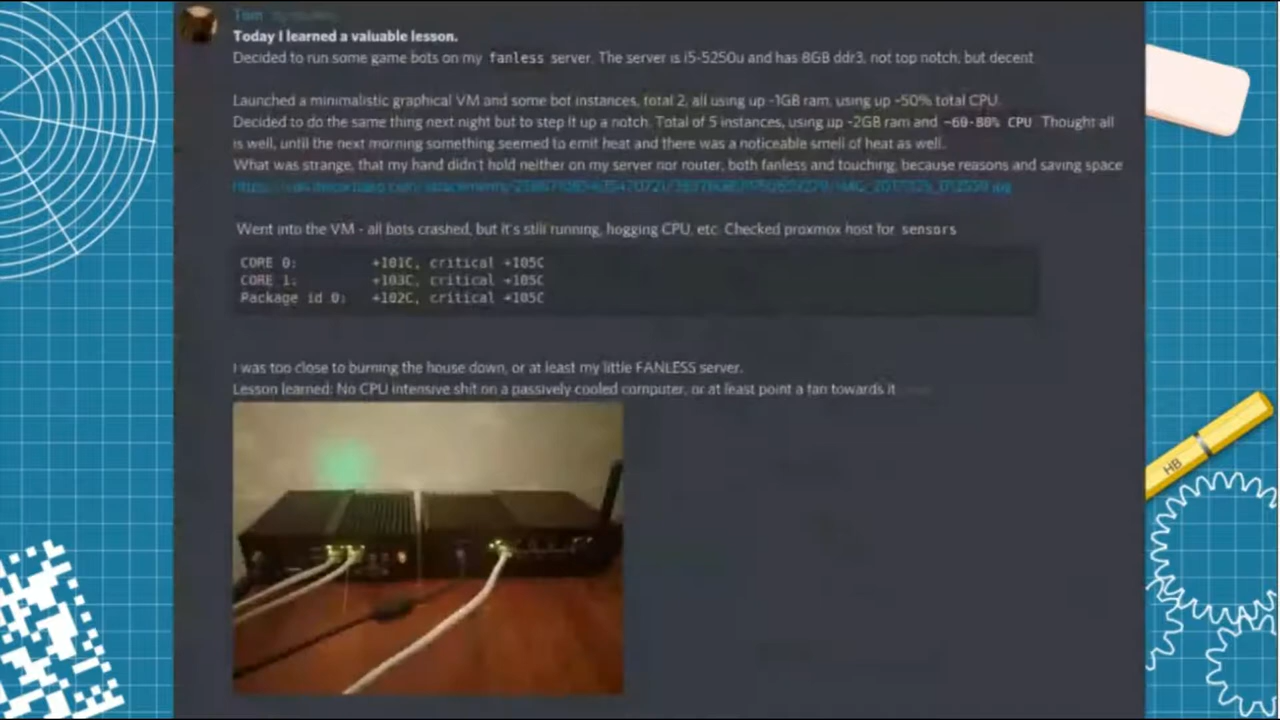 Tom
Today I learned a valuable lesson.
Decided to run some game bots on my fanless server. The server is i5-5250u and has 8GB ddr3, not top notch, but decent
Launched a minimalistic graphical VM and some bot instances, total 2, all using up ~1GB ram, using up ~50% total CPU.
Decided to do the same thing next night but to step it up a notch. Total of 5 instances, using up ~2GB ram and ~60-80% CPU. Thought all
is well, until the next morning something seemed to emit heat and there was a noticeable smell of heat as well.
What was strange, that my hand didn't hold neither on my server nor router, both fanless and touching, because reasons and saving space
Went into the VM - all bots crashed, but it's still running, hogging CPU, etc. Checked proxmox host for sensors
CORE 0: +101C, critical +105C
CORE 1: +103C, critical +105C
Package id 0: +102C, critical +105C
I was too close to burning the house down, or at least my little FANLESS server.
Lesson learned: No CPU intensive shit on a passively cooled computer, or at least point a fan towards it
HB